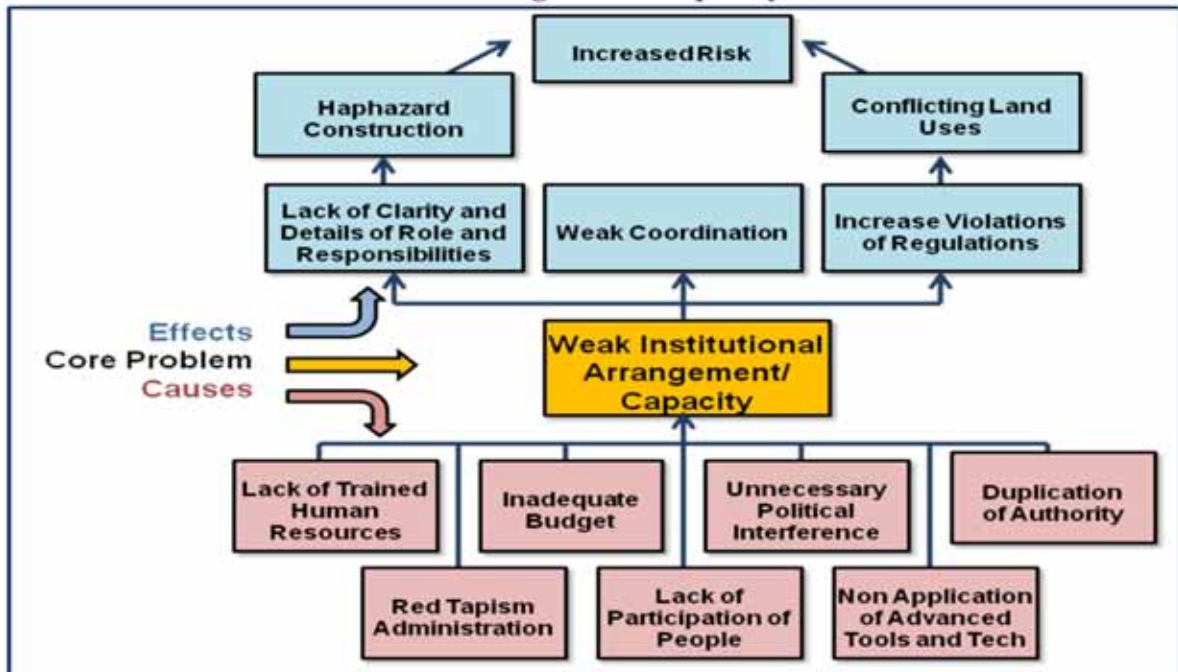 Increased Risk
Haphazard
Construction
Conflicting Land
Uses
Lack of Clarity and
Details of Role and
Responsibilities
Weak Coordination
Increase Violations
of Regulations
Effects
Core Problem
Causes
Weak Institutional
Arrangement/
Capacity
Lack of Trained
Human
Resources
Inadequate
Budget
Unnecessary
Political
Interference
Duplication
of Authority
Red Tapism
Administration
Lack of
Participation of
People
Non Application
of Advanced
Tools and Tech